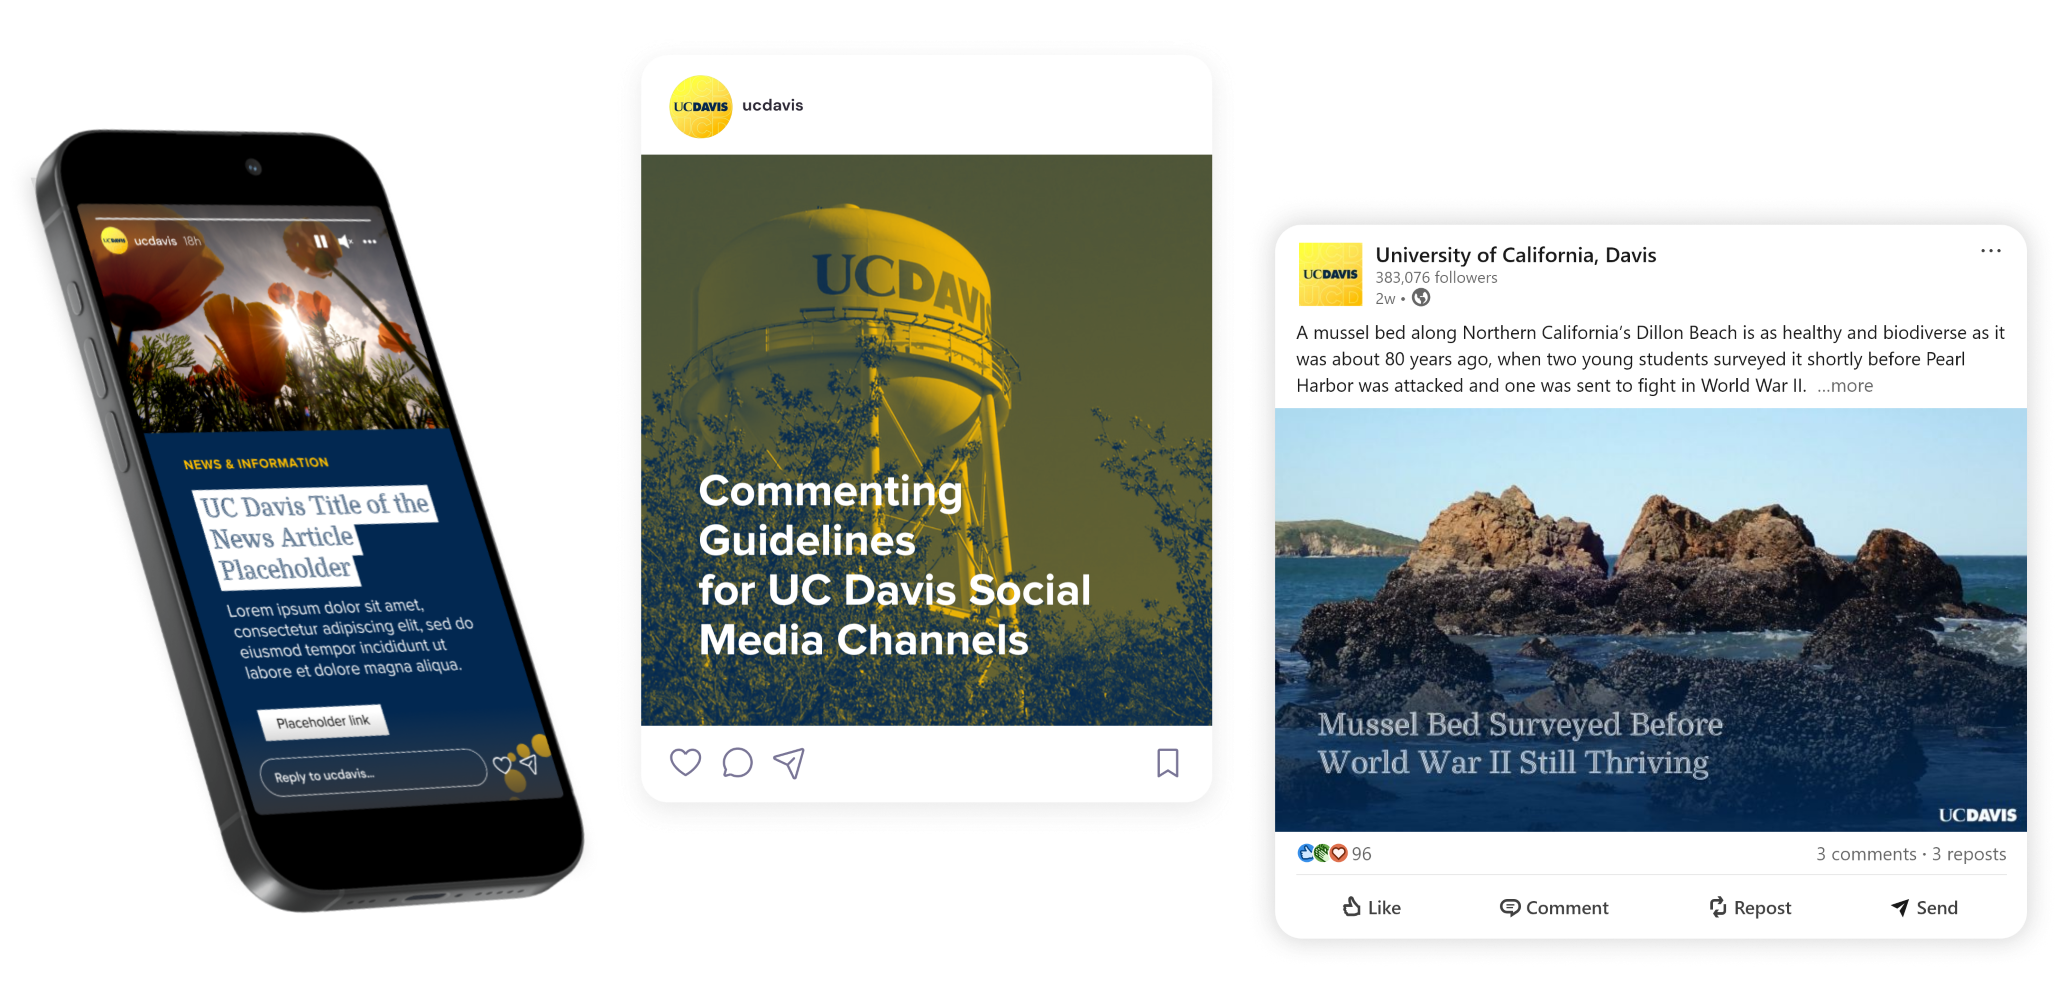 UCDAVIS
ucdavis 18h
NEWS & INFORMATION
UC Davis Title of the
News Article
Placeholder
Lorem ipsum dolor sit amet,
consectetur adipiscing elit, sed do
eiusmod tempor incididunt ut
labore et dolore magna aliqua.
Placeholder link
Reply to ucdavis...
UCDAVIS
UCD
ucdavis
UCDAVIS
Commenting
Guidelines
for UC Davis Social
Media Channels
UCD
UCDAVIS
UCD
University of California, Davis
383,076 followers
2w •
A mussel bed along Northern California’s Dillon Beach is as healthy and biodiverse as it
was about 80 years ago, when two young students surveyed it shortly before Pearl
Harbor was attacked and one was sent to fight in World War II. ...more
Mussel Bed Surveyed Before
World War II Still Thriving
UCDAVIS
96
3 comments · 3 reposts
Like
Comment
Repost
Send